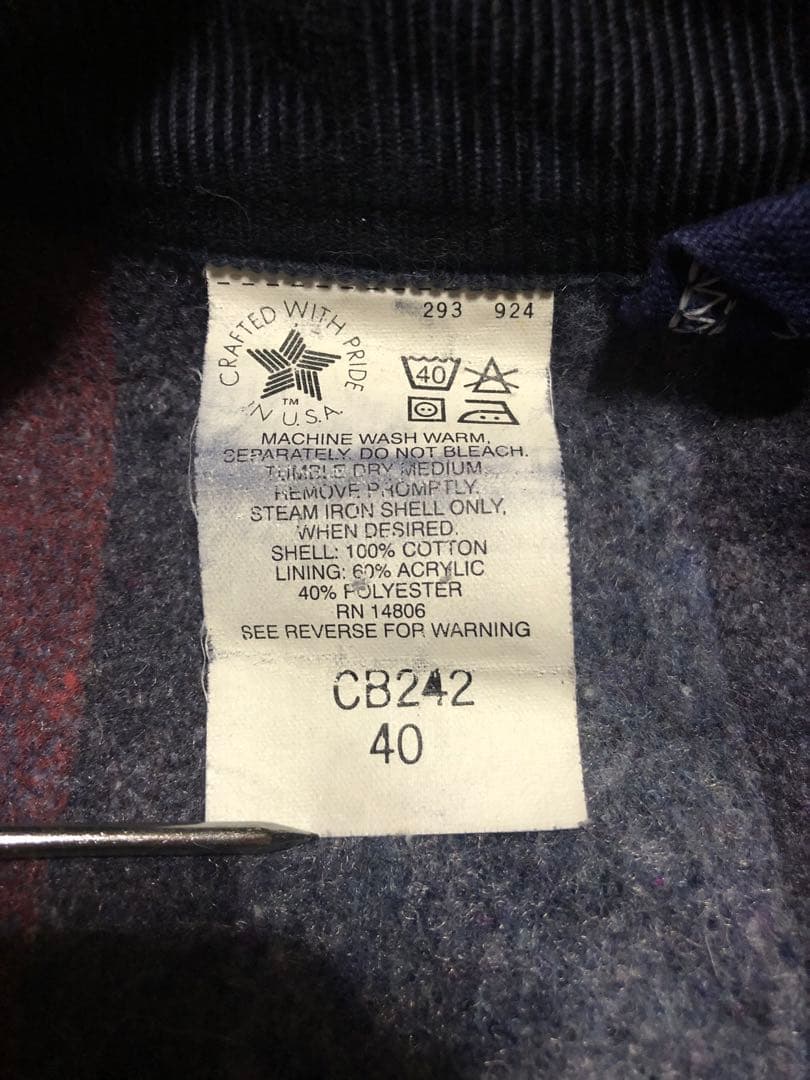 293 924
CRAFTED WITH PRIDE
IN U.S.A.
TM
40
MACHINE WASH WARM,
SEPARATELY. DO NOT BLEACH.
TUMBLE DRY MEDIUM.
REMOVE PROMPTLY.
STEAM IRON SHELL ONLY,
WHEN DESIRED.
SHELL: 100% COTTON
LINING: 60% ACRYLIC
40% POLYESTER
RN 14806
SEE REVERSE FOR WARNING
CB242
40